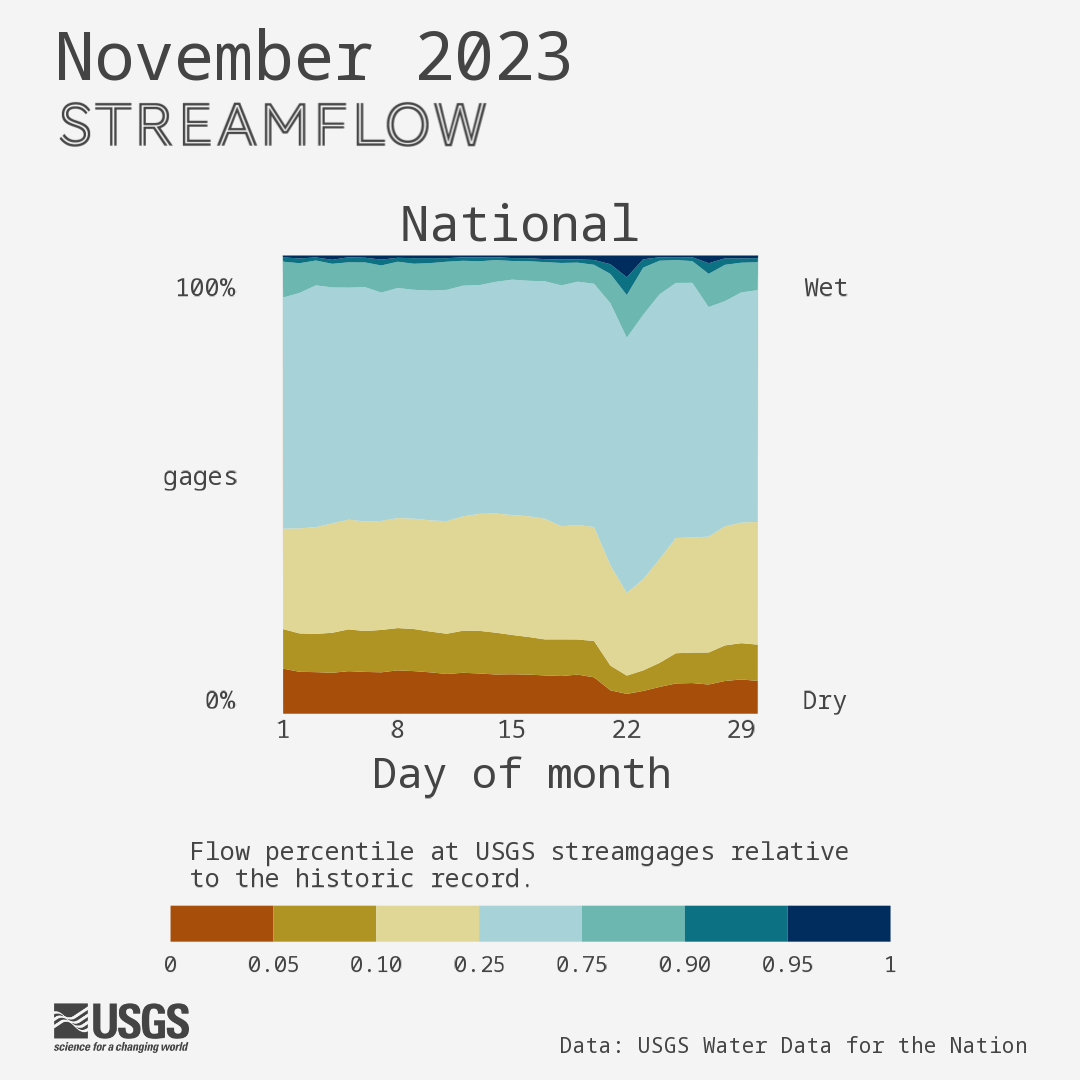 November 2023
STREAMFLOW
National
100%
Wet
gages
0%
Dry
1 8 15 22 29
Day of month
Flow percentile at USGS streamgages relative
to the historic record.
0 0.05 0.10 0.25 0.75 0.90 0.95 1
USGS
science for a changing world
Data: USGS Water Data for the Nation